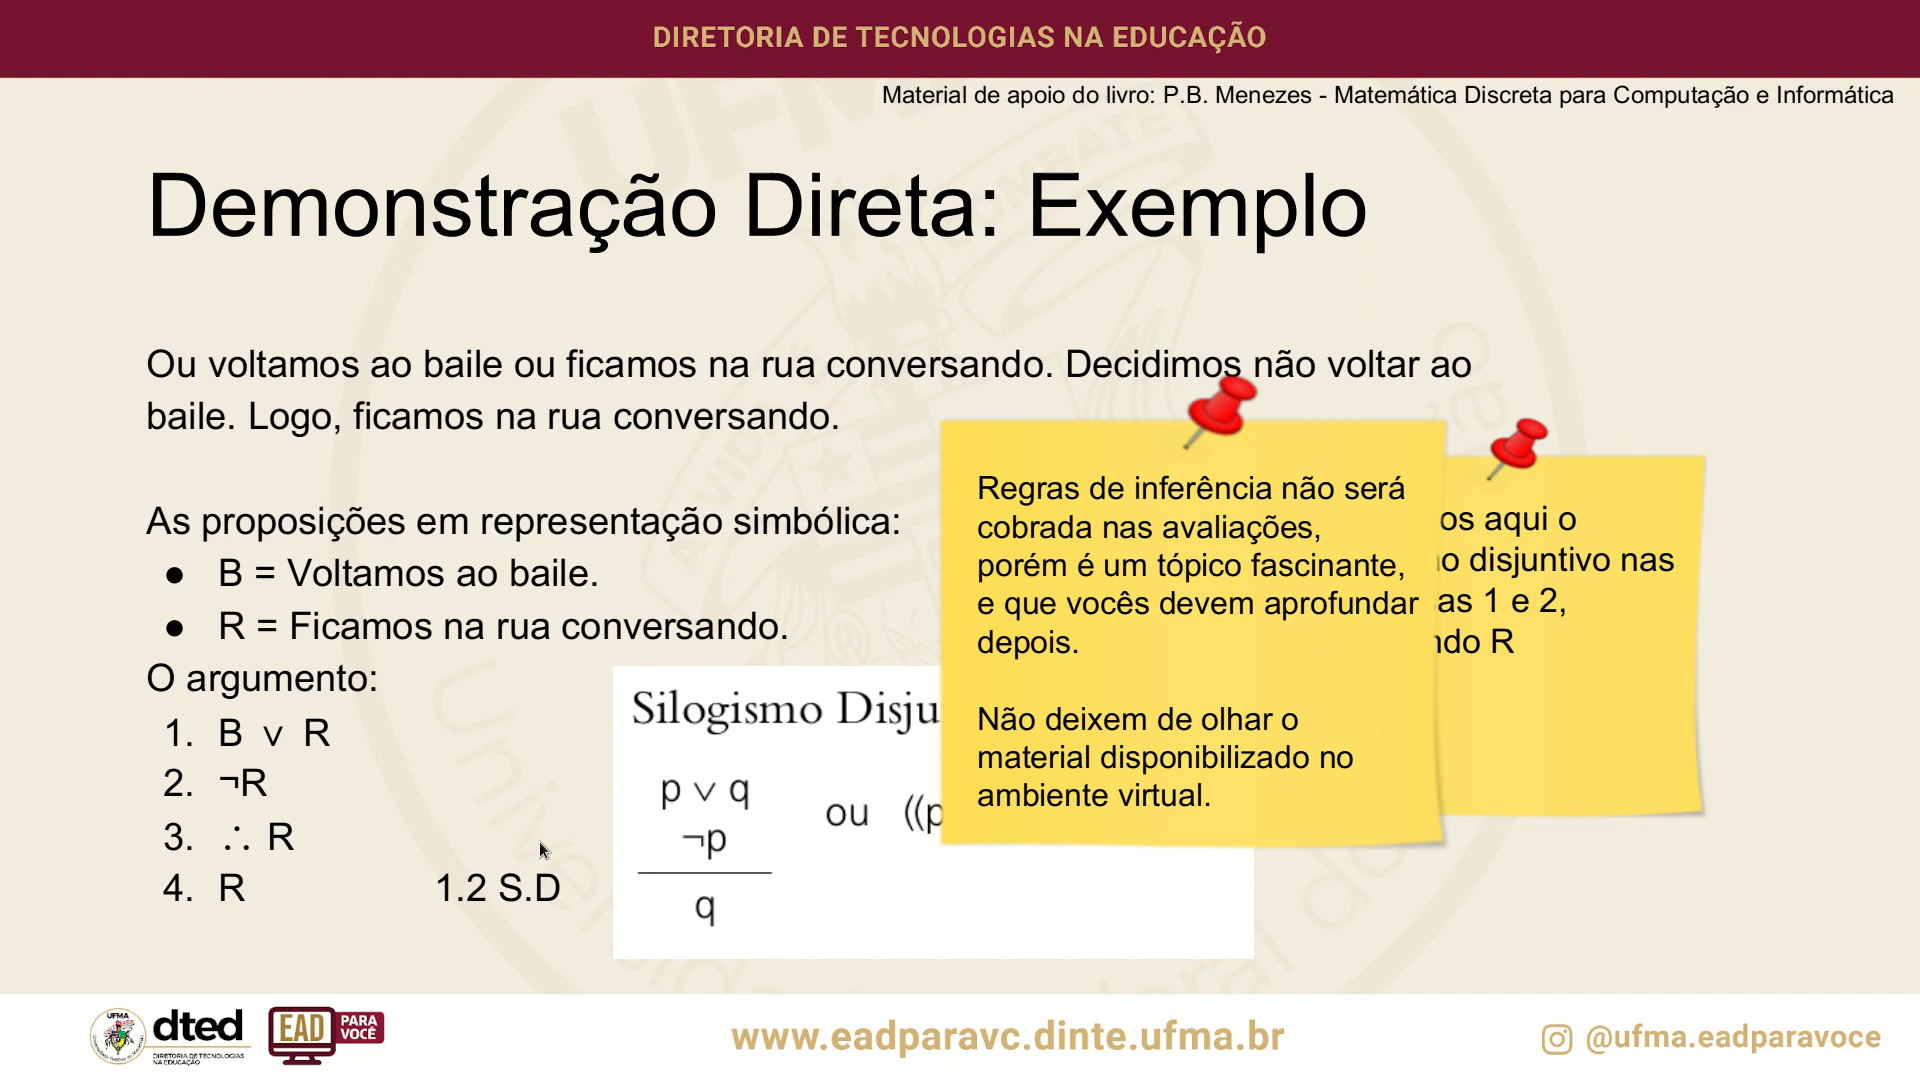 DIRETORIA DE TECNOLOGIAS NA EDUCAÇÃO
Material de apoio do livro: P.B. Menezes - Matemática Discreta para Computação e Informática
Demonstração Direta: Exemplo
Ou voltamos ao baile ou ficamos na rua conversando. Decidimos não voltar ao
baile. Logo, ficamos na rua conversando.
As proposições em representação simbólica:
● B = Voltamos ao baile.
● R = Ficamos na rua conversando.
O argumento:
1. B ∨ R
2. ¬R
3. ∴ R
4. R 1.2 S.D
Silogismo
p ∨ q
¬p
q
ou ((p
Regras de inferência não será
cobrada nas avaliações,
porém é um tópico fascinante,
e que vocês devem aprofundar
depois.
Não deixem de olhar o
material disponibilizado no
ambiente virtual.
aqui o
disjuntivo nas
1 e 2,
R
UFMA
dted
DIRETORIA DE TECNOLOGIAS
NA EDUCAÇÃO
EAD PARA
VOCÊ
www.eadparavc.dinte.ufma.br
@ufma.eadparavoce